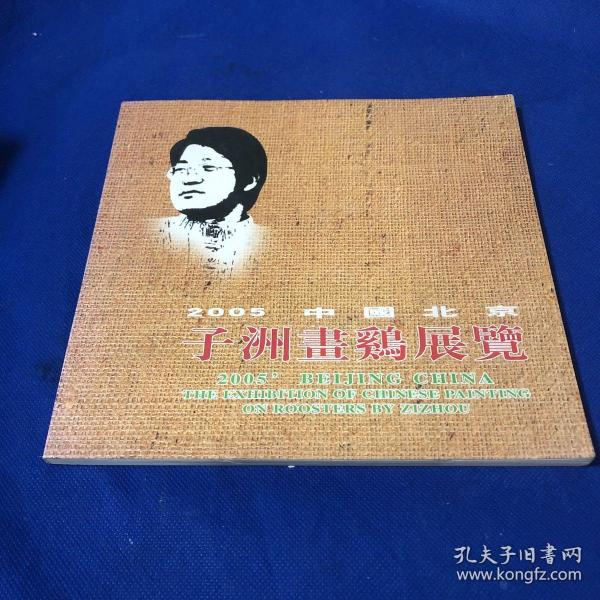 2005 中國北京
子洲畫鷄展覽
2005' BEIJING CHINA
THE EXHIBITION OF CHINESE PAINTING
ON ROOSTERS BY ZIZHOU
孔夫子旧书网
www.kongfz.com